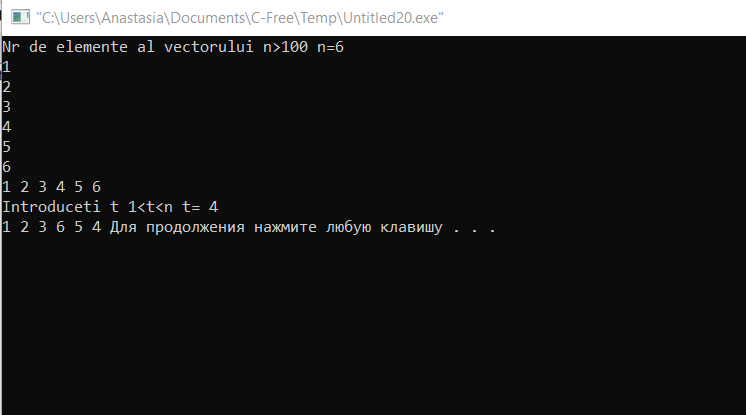 "C:\Users\Anastasia\Documents\C-Free\Temp\Untitled20.exe"
Nr de elemente al vectorului n>100 n=6
1
2
3
4
5
6
1 2 3 4 5 6
Introduceti t 1<t<n t= 4
1 2 3 6 5 4 Для продолжения нажмите любую клавишу . . .